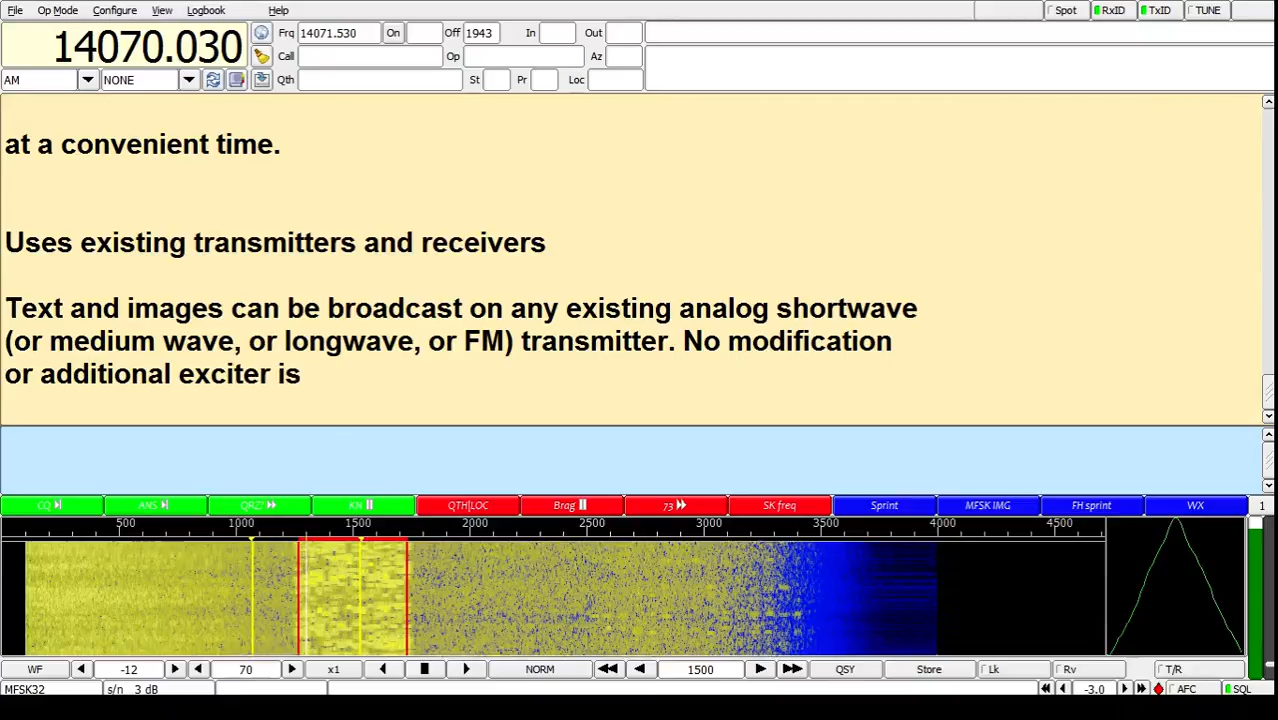 File Op Mode Configure View Logbook Help Spot RxID TxID TUNE
14070.030 Frq 14071.530 On Off 1943 In Out
Call Op Az
AM NONE Qth St Pr Loc
at a convenient time.
Uses existing transmitters and receivers
Text and images can be broadcast on any existing analog shortwave
(or medium wave, or longwave, or FM) transmitter. No modification
or additional exciter is
CQ ANS QRZ? KN QTH|LOC Brag 73 SK freq Sprint MFSK IMG FH sprint WX 1
500 1000 1500 2000 2500 3000 3500 4000 4500
WF -12 70 x1 NORM 1500 QSY Store Lk Rv T/R
MFSK32 s/n 3 dB -3.0 AFC SQL